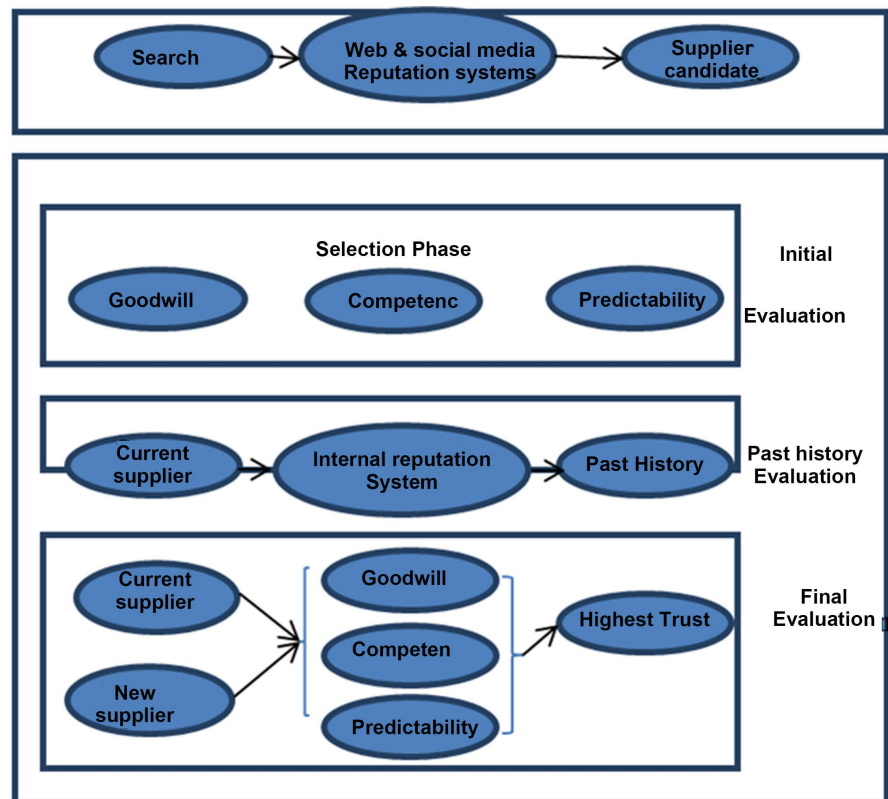 Search
Web & social media
Reputation systems
Supplier
candidate
Selection Phase
Initial
Goodwill
Competenc
Predictability
Evaluation
Current
supplier
Internal reputation
System
Past History
Past history
Evaluation
Current
supplier
Goodwill
Highest Trust
Final
Evaluation
Competen
New
supplier
Predictability